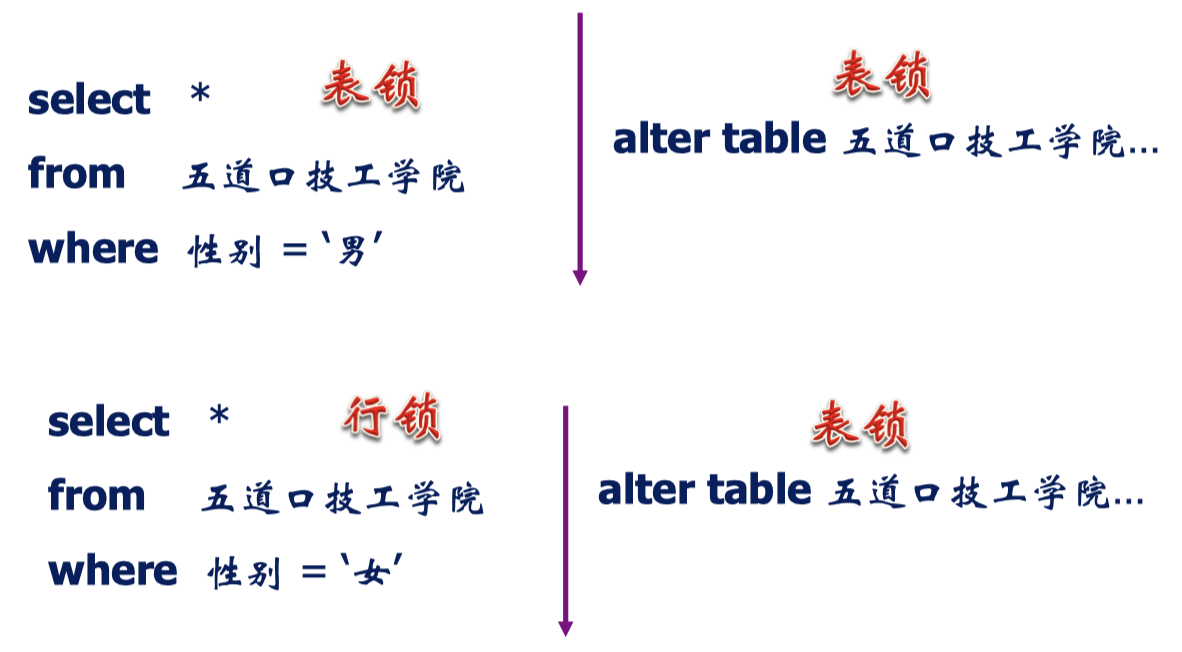 select * 表锁
from 五道口技工学院
where 性别 = ‘男’
表锁
alter table 五道口技工学院...
select * 行锁
from 五道口技工学院
where 性别 = ‘女’
表锁
alter table 五道口技工学院...